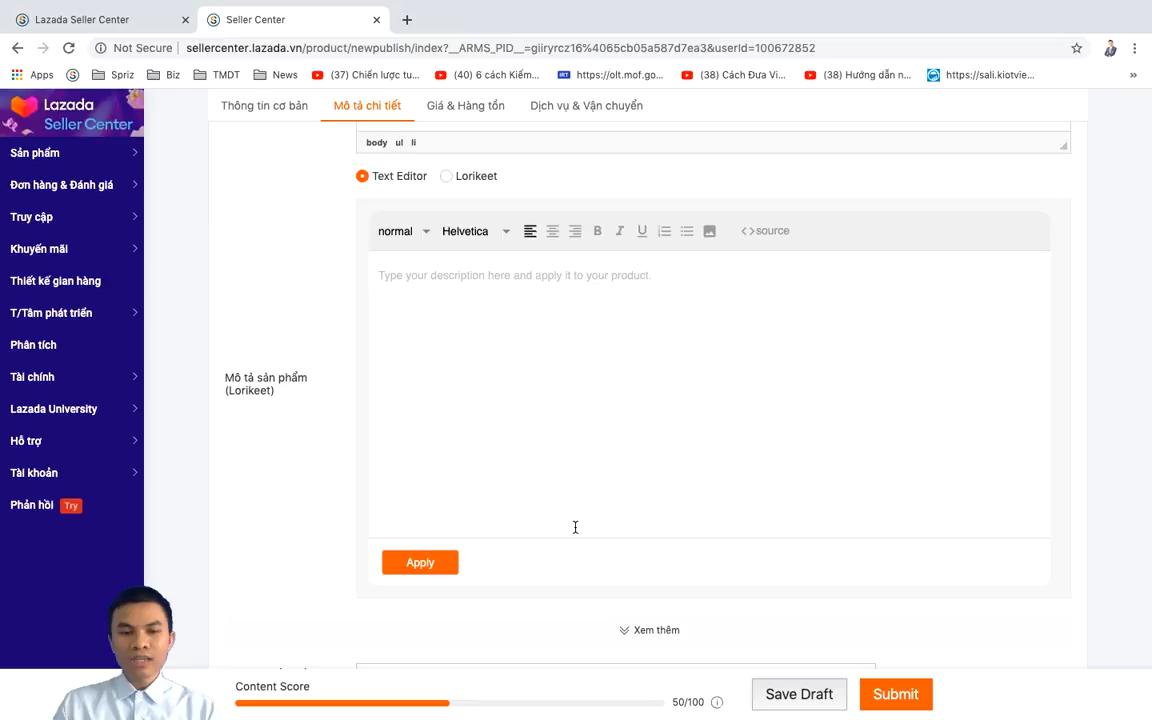 Lazada Seller Center
Seller Center
Not Secure | sellercenter.lazada.vn/product/newpublish/index?__ARMS_PID__=giiryrcz16%4065cb05a587d7ea3&userId=100672852
Apps
Spriz
Biz
TMDT
News
(37) Chiến lược tu...
(40) 6 cách Kiếm...
https://olt.mof.go...
(38) Cách Đưa Vi...
(38) Hướng dẫn n...
https://sali.kiotvie...
»
Lazada
Seller Center
Thông tin cơ bản
Mô tả chi tiết
Giá & Hàng tồn
Dịch vụ & Vận chuyển
Sản phẩm
Đơn hàng & Đánh giá
Truy cập
Khuyến mãi
Thiết kế gian hàng
T/Tâm phát triển
Phân tích
Tài chính
Lazada University
Hỗ trợ
Tài khoản
Phản hồi Try
body ul li
Text Editor
Lorikeet
normal
Helvetica
B I U
<>source
Type your description here and apply it to your product.
Mô tả sản phẩm
(Lorikeet)
Apply
Xem thêm
Content Score
50/100
Save Draft
Submit